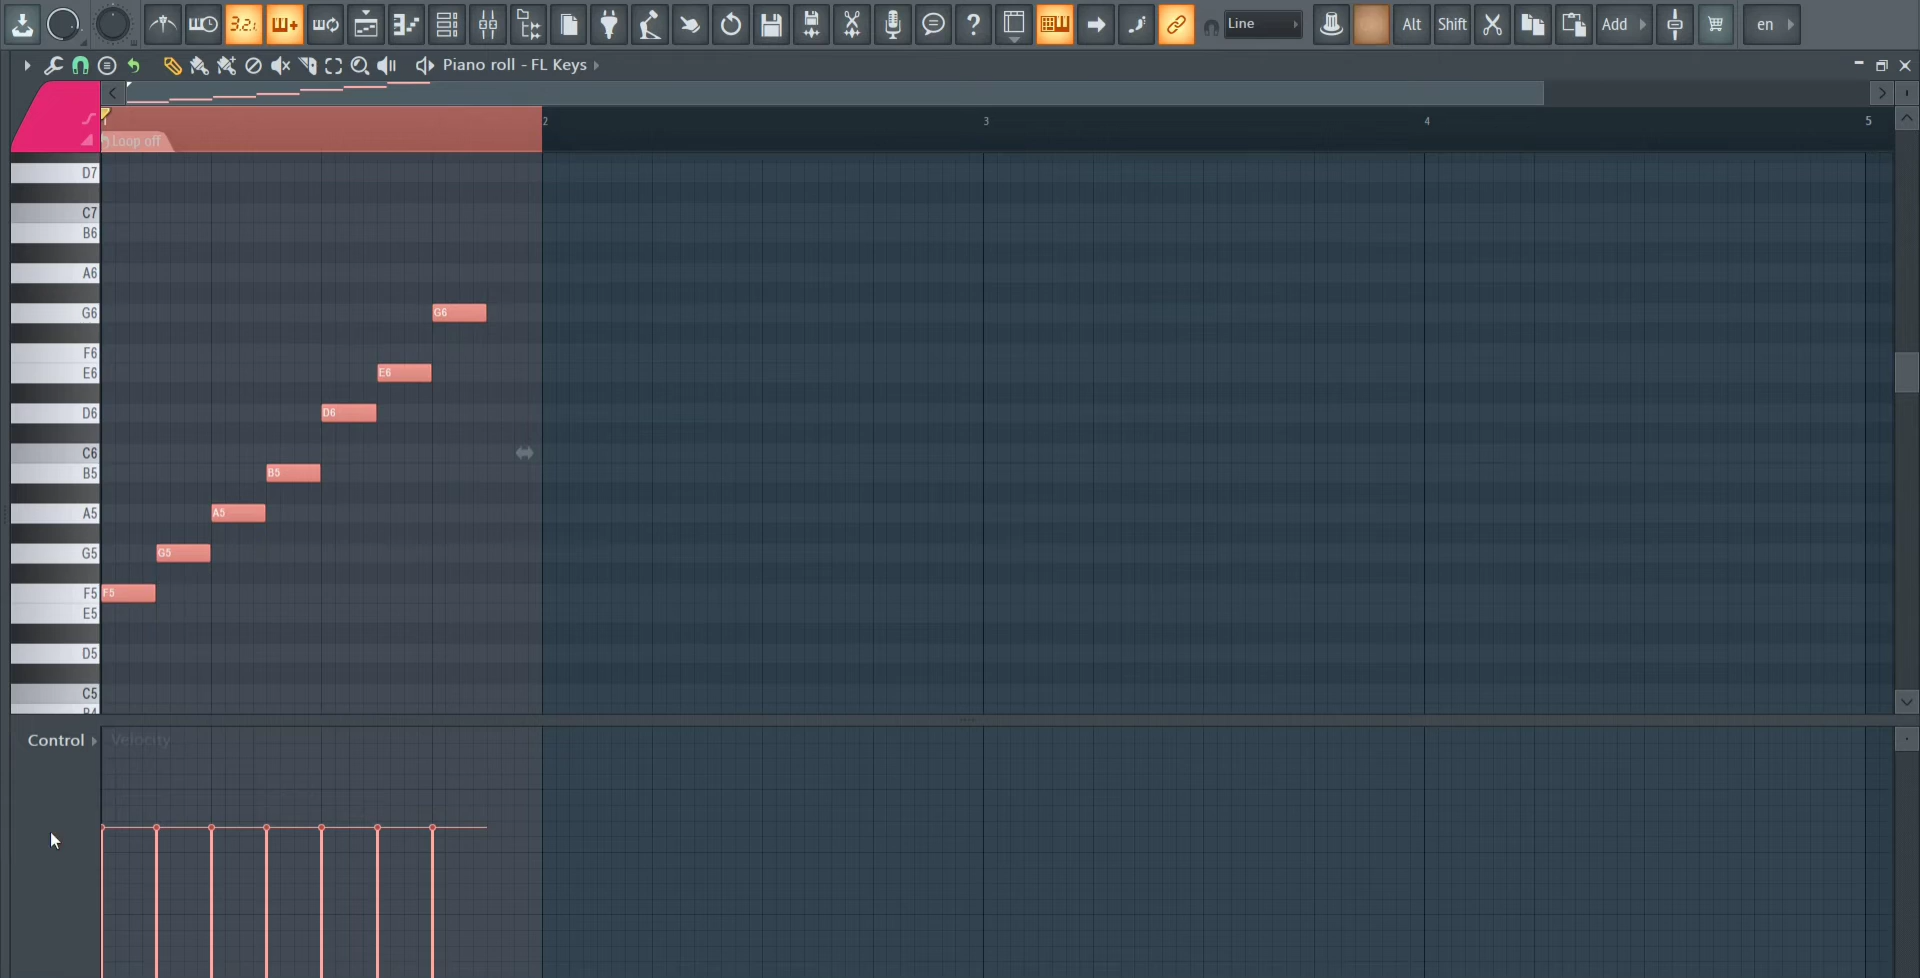 3.2.
Line
Alt
Shift
Add
en
Piano roll - FL Keys
2
3
4
5
Loop off
D7
C7
B6
A6
G6
G6
F6
E6
E6
D6
D6
C6
B5
B5
A5
A5
G5
G5
F5
F5
E5
D5
C5
B4
Control
Velocity